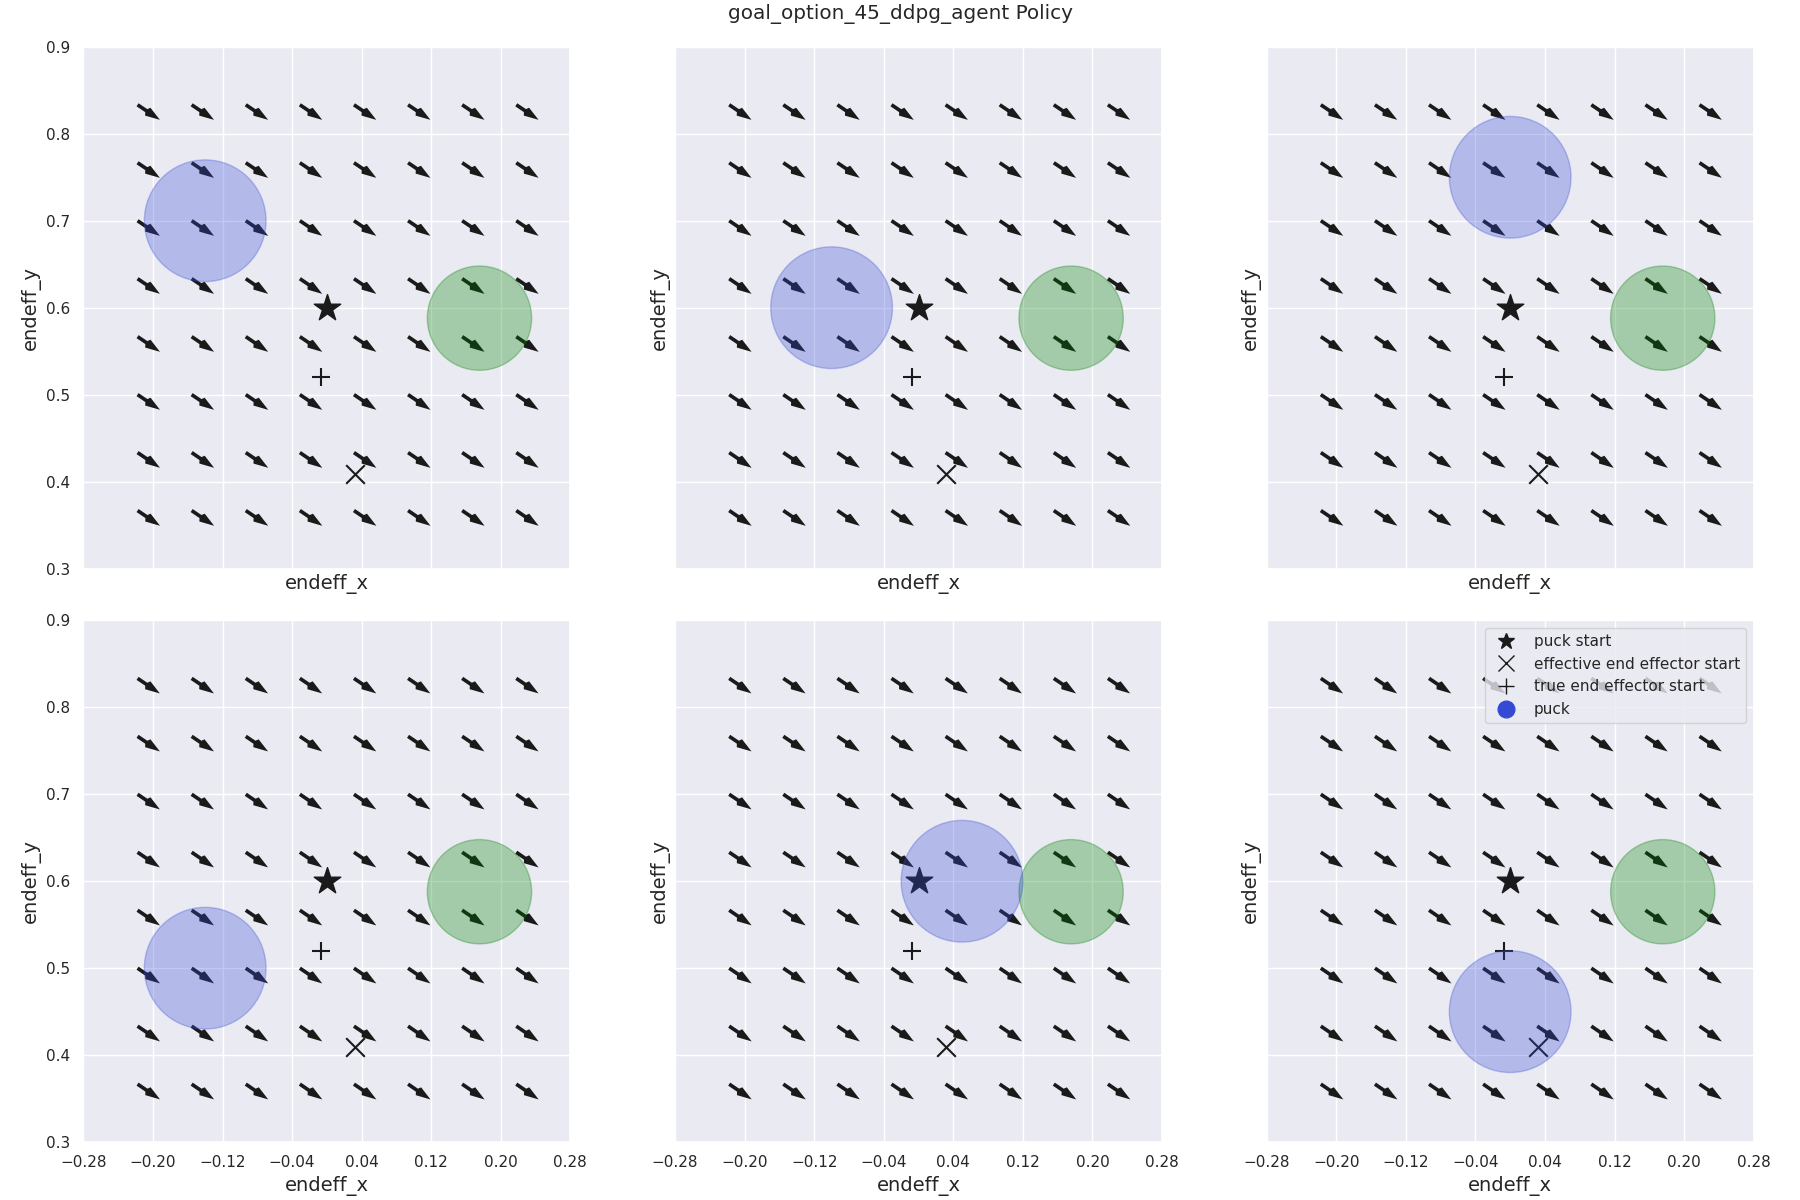 goal_option_45_ddpg_agent Policy
0.9
0.8
0.7
0.6
0.5
0.4
0.3
endeff_y
endeff_x
endeff_y
endeff_x
endeff_y
endeff_x
0.9
0.8
0.7
0.6
0.5
0.4
0.3
endeff_y
−0.28 −0.20 −0.12 −0.04 0.04 0.12 0.20 0.28
endeff_x
endeff_y
−0.28 −0.20 −0.12 −0.04 0.04 0.12 0.20 0.28
endeff_x
endeff_y
puck start
effective end effector start
true end effector start
puck
−0.28 −0.20 −0.12 −0.04 0.04 0.12 0.20 0.28
endeff_x